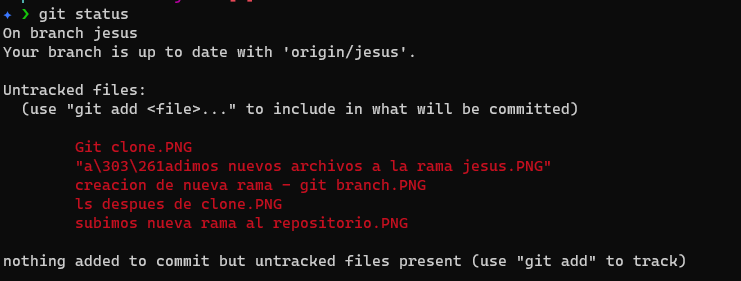 ✦ ❯ git status
On branch jesus
Your branch is up to date with 'origin/jesus'.
Untracked files:
(use "git add <file>..." to include in what will be committed)
Git clone.PNG
"a\303\261adimos nuevos archivos a la rama jesus.PNG"
creacion de nueva rama - git branch.PNG
ls despues de clone.PNG
subimos nueva rama al repositorio.PNG
nothing added to commit but untracked files present (use "git add" to track)